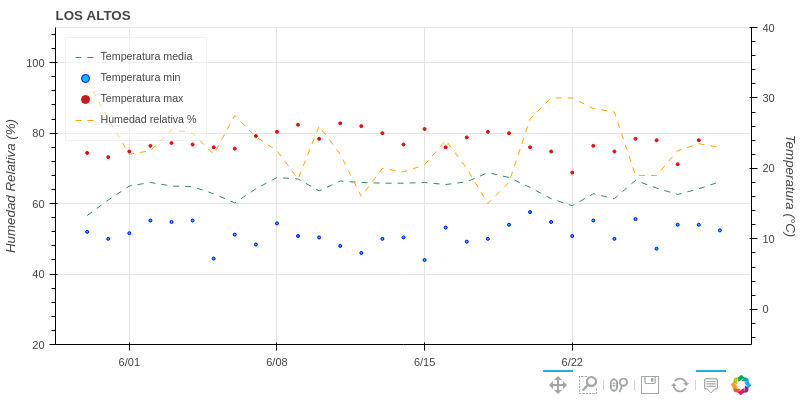 LOS ALTOS
Temperatura media
Temperatura min
Temperatura max
Humedad relativa %
Humedad Relativa (%)
100
80
60
40
20
40
30
20
10
0
Temperatura (°C)
6/01
6/08
6/15
6/22